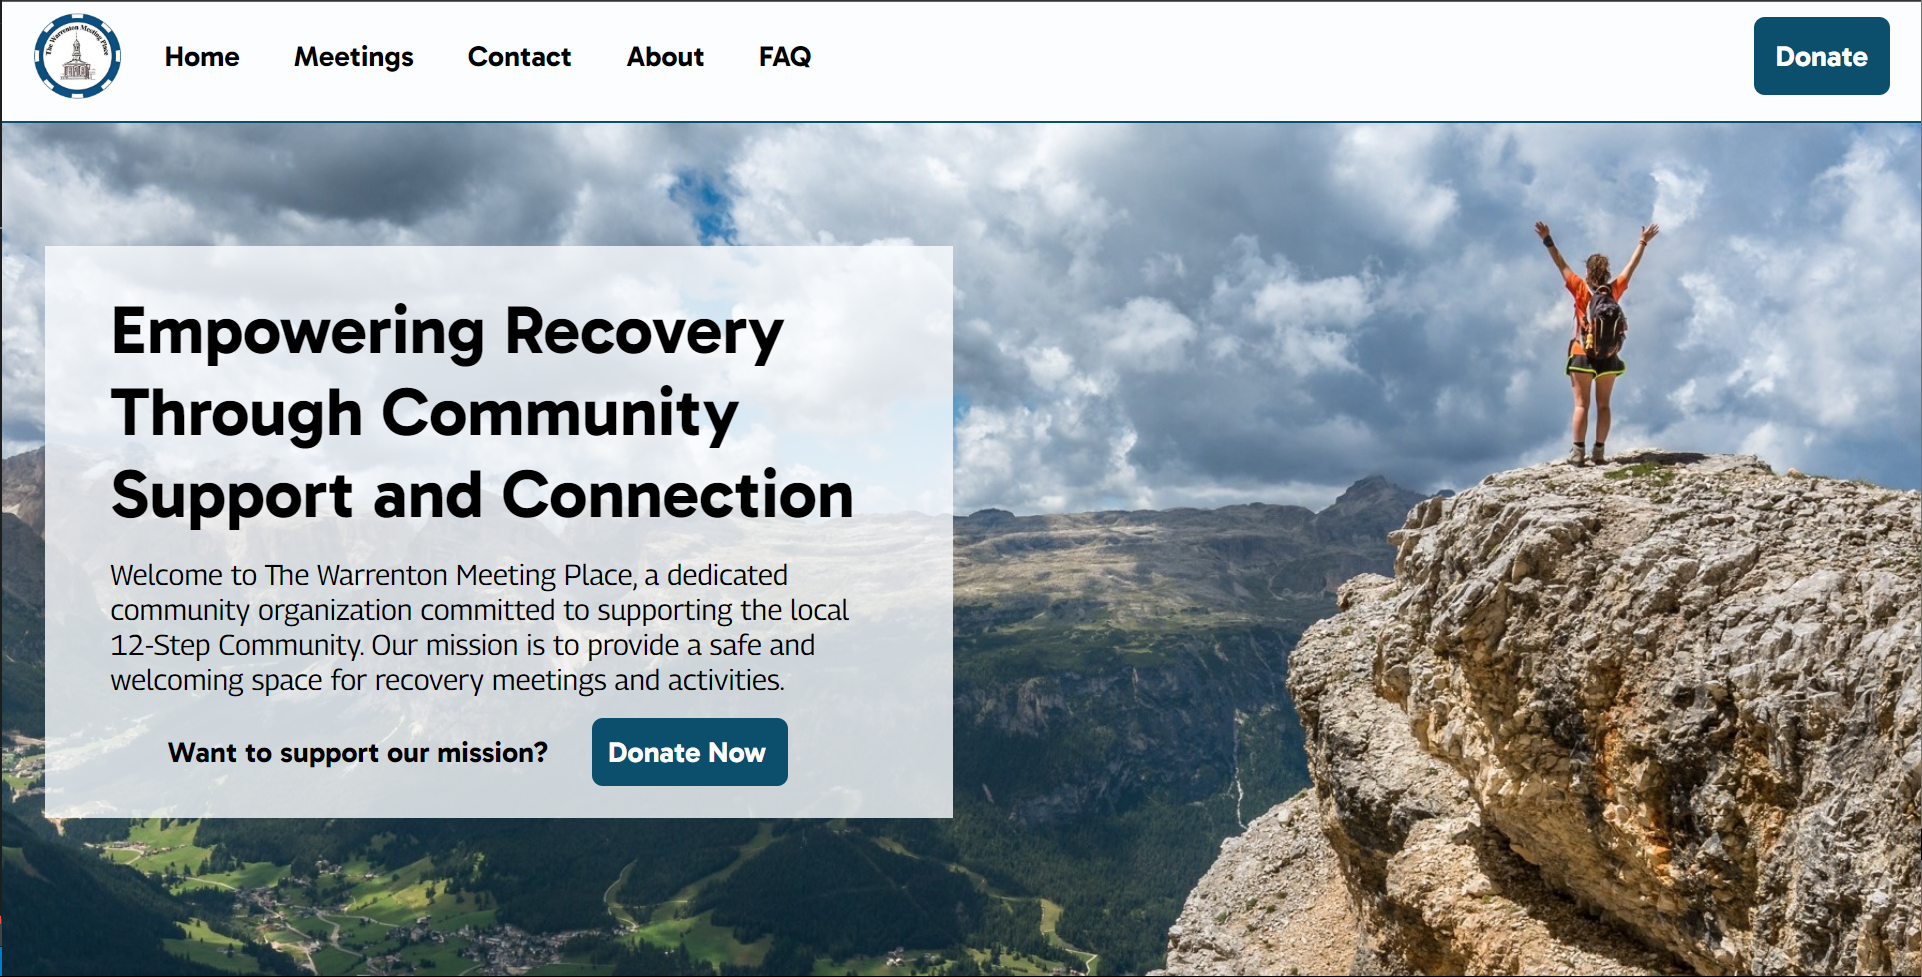 The Warrenton Meeting Place
Home
Meetings
Contact
About
FAQ
Donate
Empowering Recovery
Through Community
Support and Connection
Welcome to The Warrenton Meeting Place, a dedicated
community organization committed to supporting the local
12-Step Community. Our mission is to provide a safe and
welcoming space for recovery meetings and activities.
Want to support our mission?
Donate Now